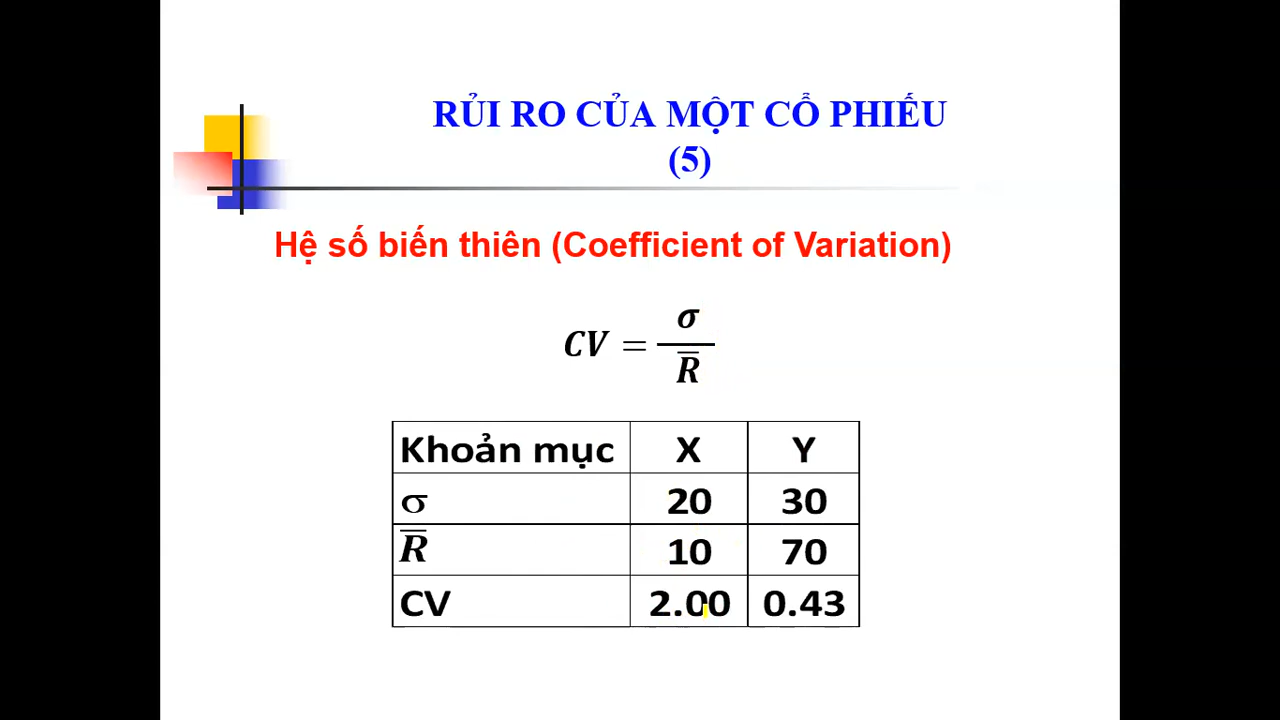 RỦI RO CỦA MỘT CỔ PHIẾU
(5)
Hệ số biến thiên (Coefficient of Variation)
CV = σ / R̅
Khoản mục X Y
σ 20 30
R̅ 10 70
CV 2.00 0.43